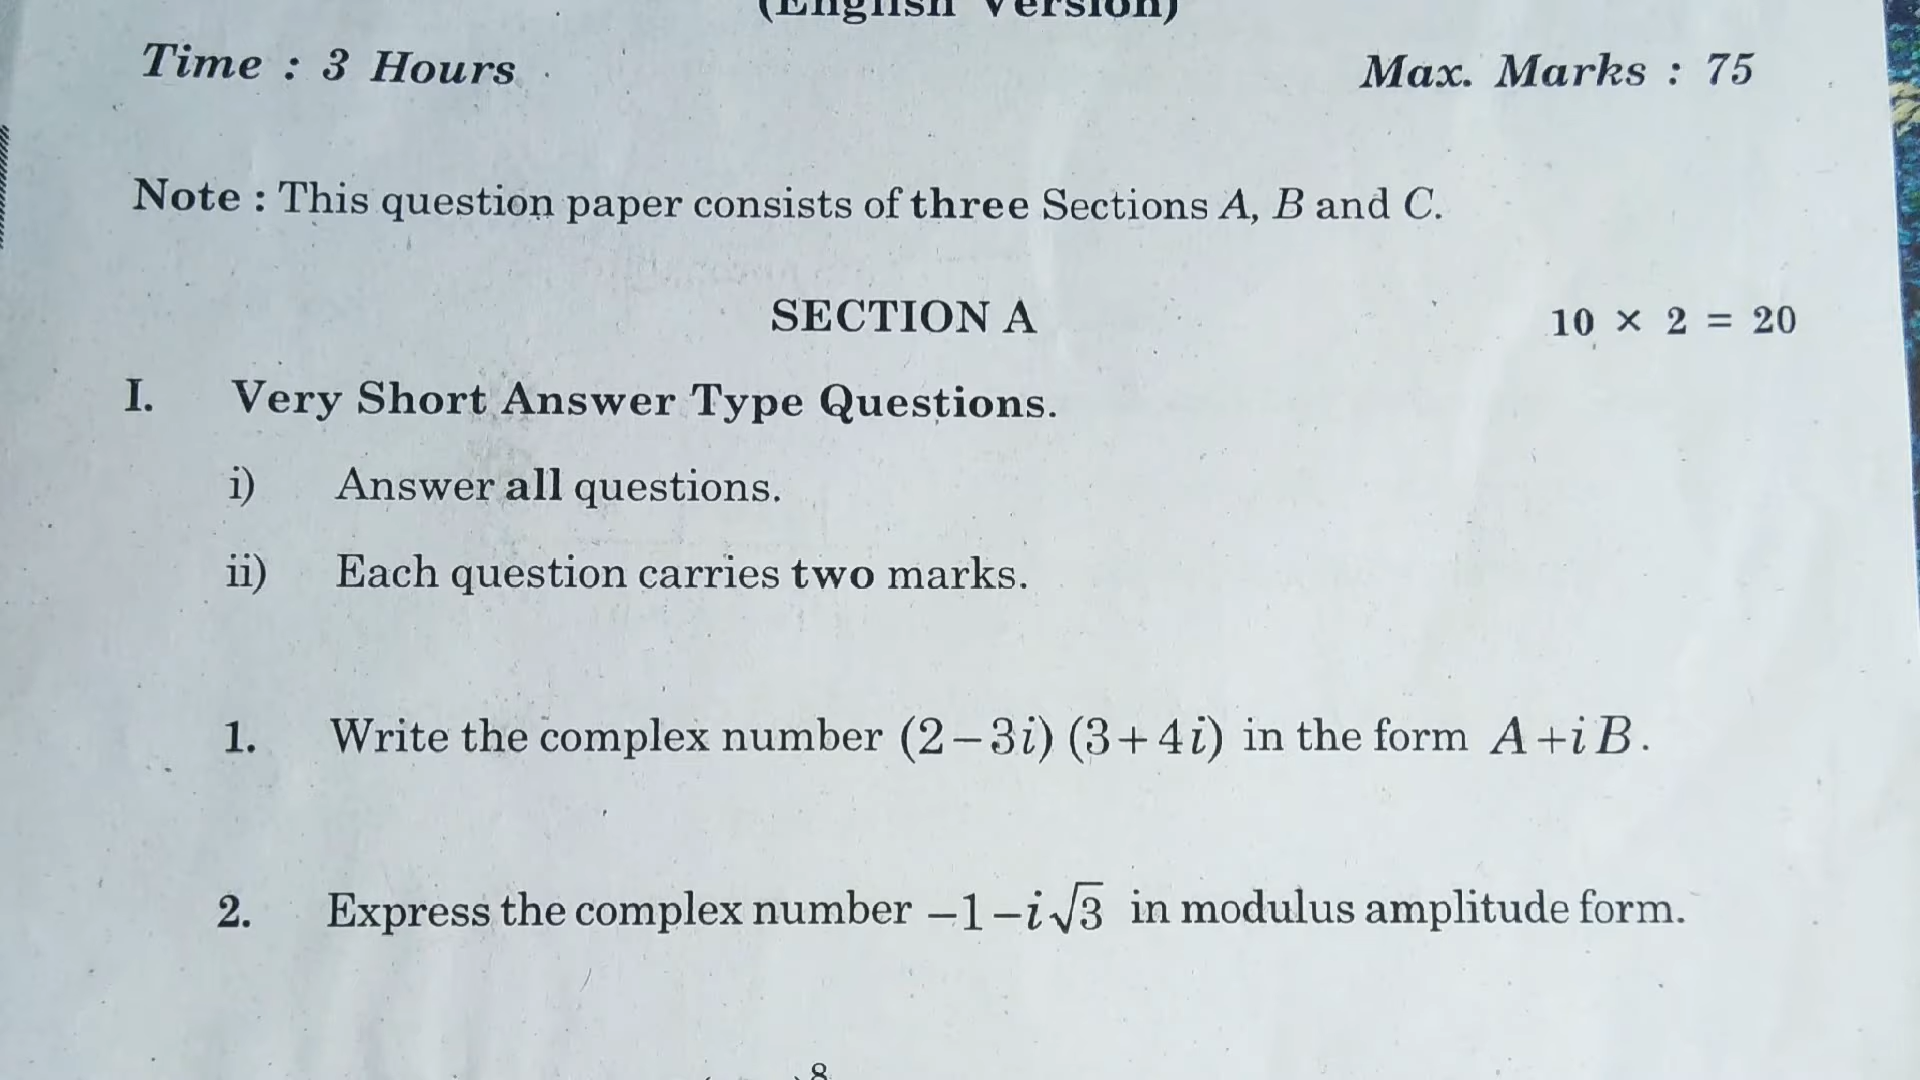 (English Version)
Time : 3 Hours
Max. Marks : 75
Note : This question paper consists of three Sections A, B and C.
SECTION A
10 × 2 = 20
I. Very Short Answer Type Questions.
i) Answer all questions.
ii) Each question carries two marks.
1. Write the complex number (2−3i) (3+4i) in the form A+iB.
2. Express the complex number −1−i√3 in modulus amplitude form.
8